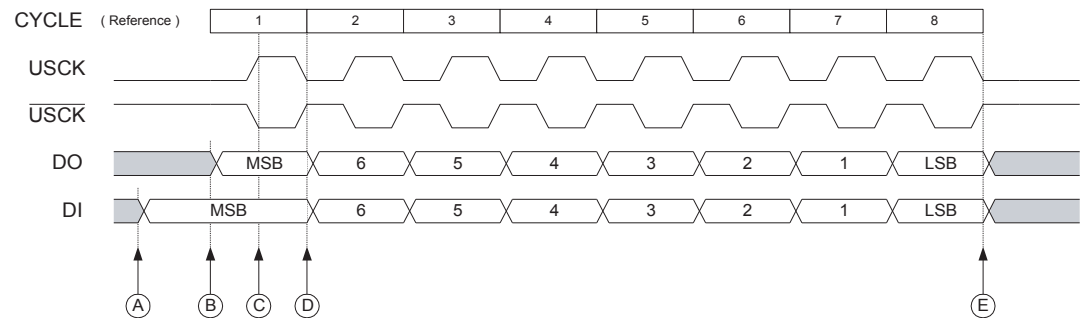 CYCLE ( Reference ) 1 2 3 4 5 6 7 8
USCK
USCK
DO MSB 6 5 4 3 2 1 LSB
DI MSB 6 5 4 3 2 1 LSB
A B C D E